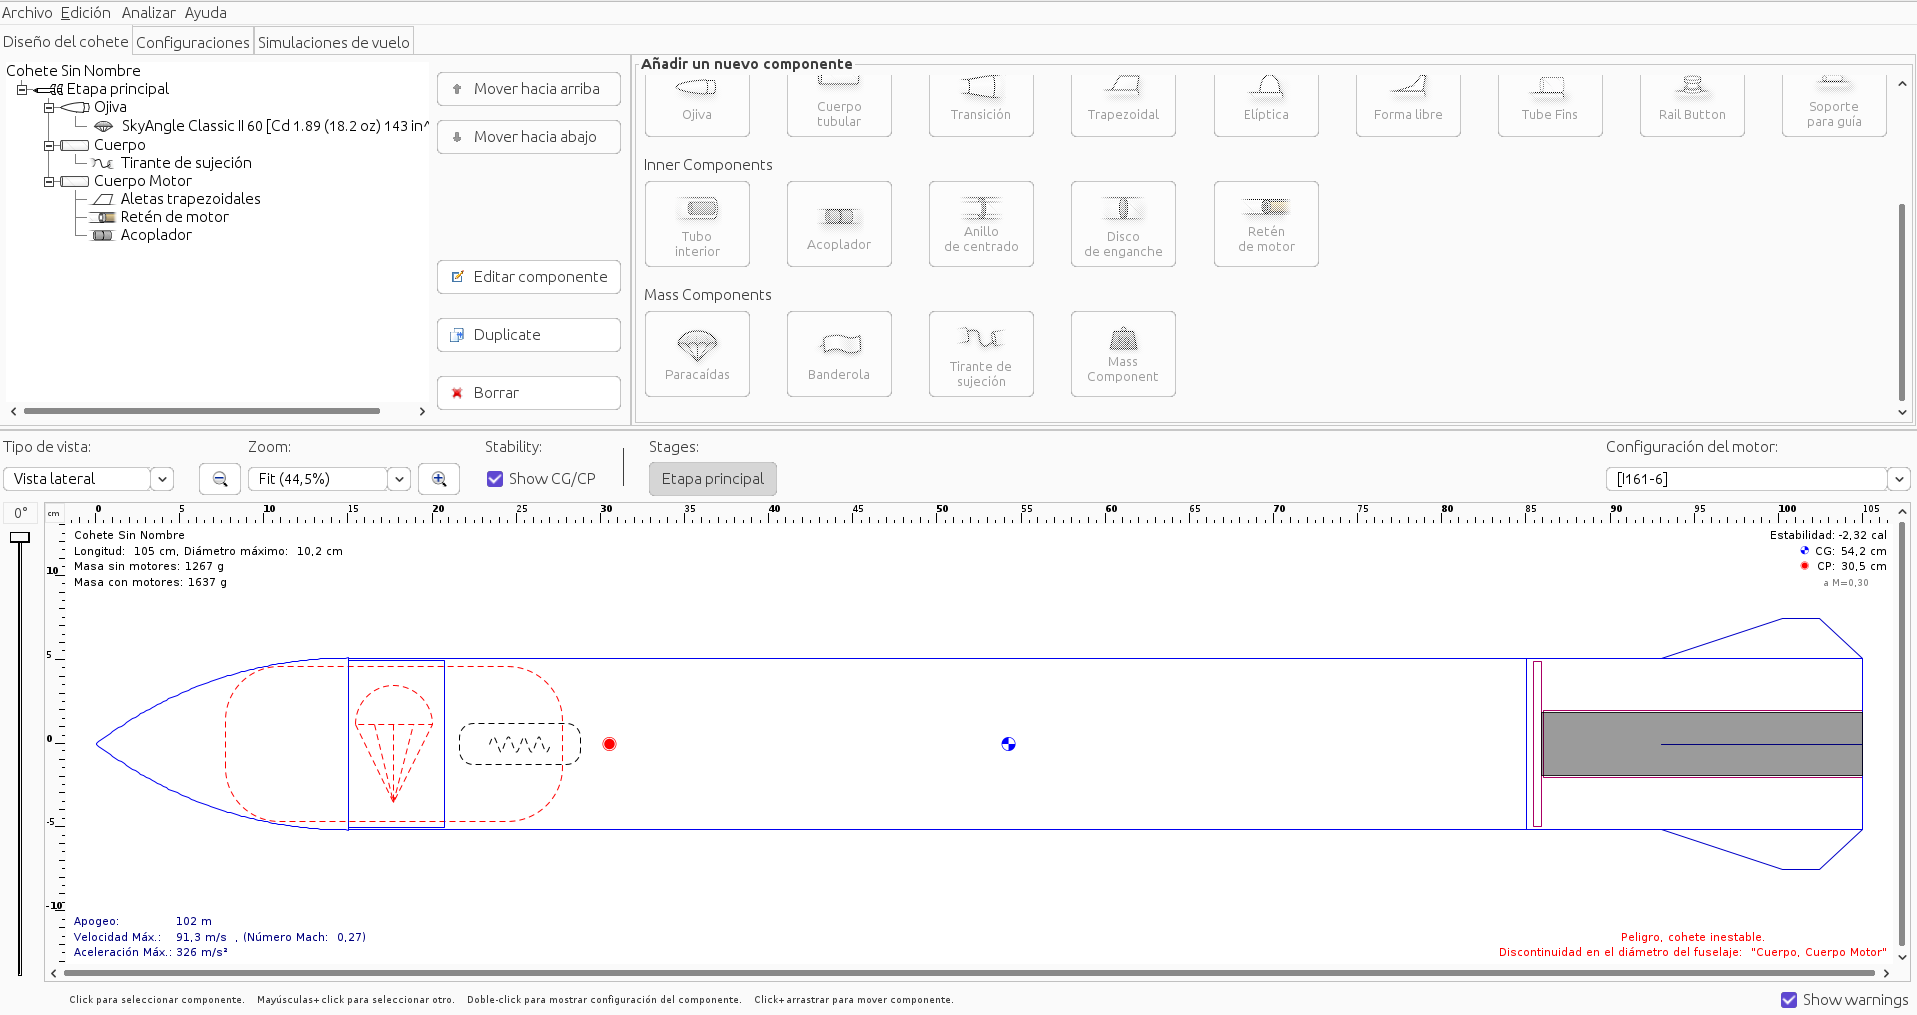 Archivo Edición Analizar Ayuda
Diseño del cohete Configuraciones Simulaciones de vuelo
Cohete Sin Nombre
Etapa principal
Ojiva
SkyAngle Classic II 60 [Cd 1.89 (18.2 oz) 143 in^
Cuerpo
Tirante de sujeción
Cuerpo Motor
Aletas trapezoidales
Retén de motor
Acoplador
Mover hacia arriba
Mover hacia abajo
Editar componente
Duplicate
Borrar
Añadir un nuevo componente
Ojiva
Cuerpo
tubular
Transición
Trapezoidal
Elíptica
Forma libre
Tube Fins
Rail Button
Soporte
para guía
Inner Components
Tubo
interior
Acoplador
Anillo
de centrado
Disco
de enganche
Retén
de motor
Mass Components
Paracaídas
Banderola
Tirante de
sujeción
Mass
Component
Tipo de vista:
Vista lateral
Zoom:
Fit (44,5%)
Stability:
Show CG/CP
Stages:
Etapa principal
Configuración del motor:
[I161-6]
0°
cm
0 5 10 15 20 25 30 35 40 45 50 55 60 65 70 75 80 85 90 95 100 105
10
5
0
-5
-10
Cohete Sin Nombre
Longitud: 105 cm, Diámetro máximo: 10,2 cm
Masa sin motores: 1267 g
Masa con motores: 1637 g
Estabilidad: -2,32 cal
CG: 54,2 cm
CP: 30,5 cm
a M=0,30
Apogeo: 102 m
Velocidad Máx.: 91,3 m/s , (Número Mach: 0,27)
Aceleración Máx.: 326 m/s²
Peligro, cohete inestable.
Discontinuidad en el diámetro del fuselaje: "Cuerpo, Cuerpo Motor"
Click para seleccionar componente. Mayúsculas+click para seleccionar otro. Doble-click para mostrar configuración del componente. Click+arrastrar para mover componente.
Show warnings